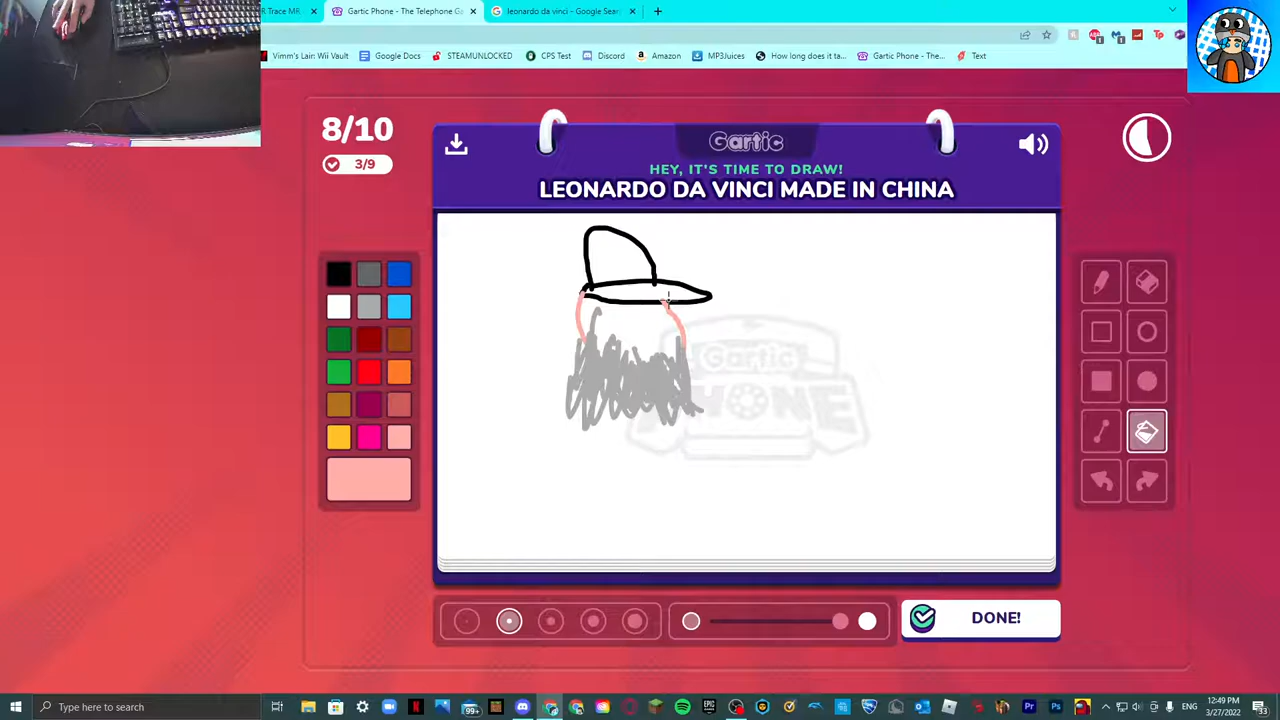 R Trace MR.
Gartic Phone - The Telephone Ga
leonardo da vinci - Google Sear
Vimm's Lair: Wii Vault
Google Docs
STEAMUNLOCKED
CPS Test
Discord
Amazon
MP3Juices
How long does it ta...
Gartic Phone - The...
Text
8/10
3/9
Gartic
HEY, IT'S TIME TO DRAW!
LEONARDO DA VINCI MADE IN CHINA
Gartic
PHONE
DONE!
Type here to search
99+
12:49 PM
3/27/2022